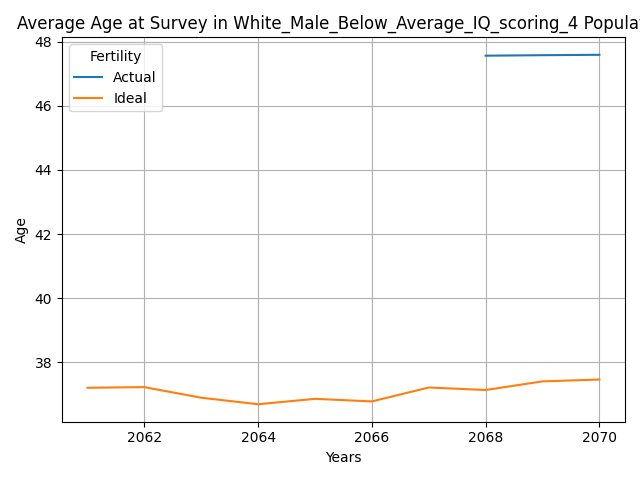 Average Age at Survey in White_Male_Below_Average_IQ_scoring_4 Popula
48
Fertility
Actual
Ideal
46
44
42
40
38
Age
2062 2064 2066 2068 2070
Years